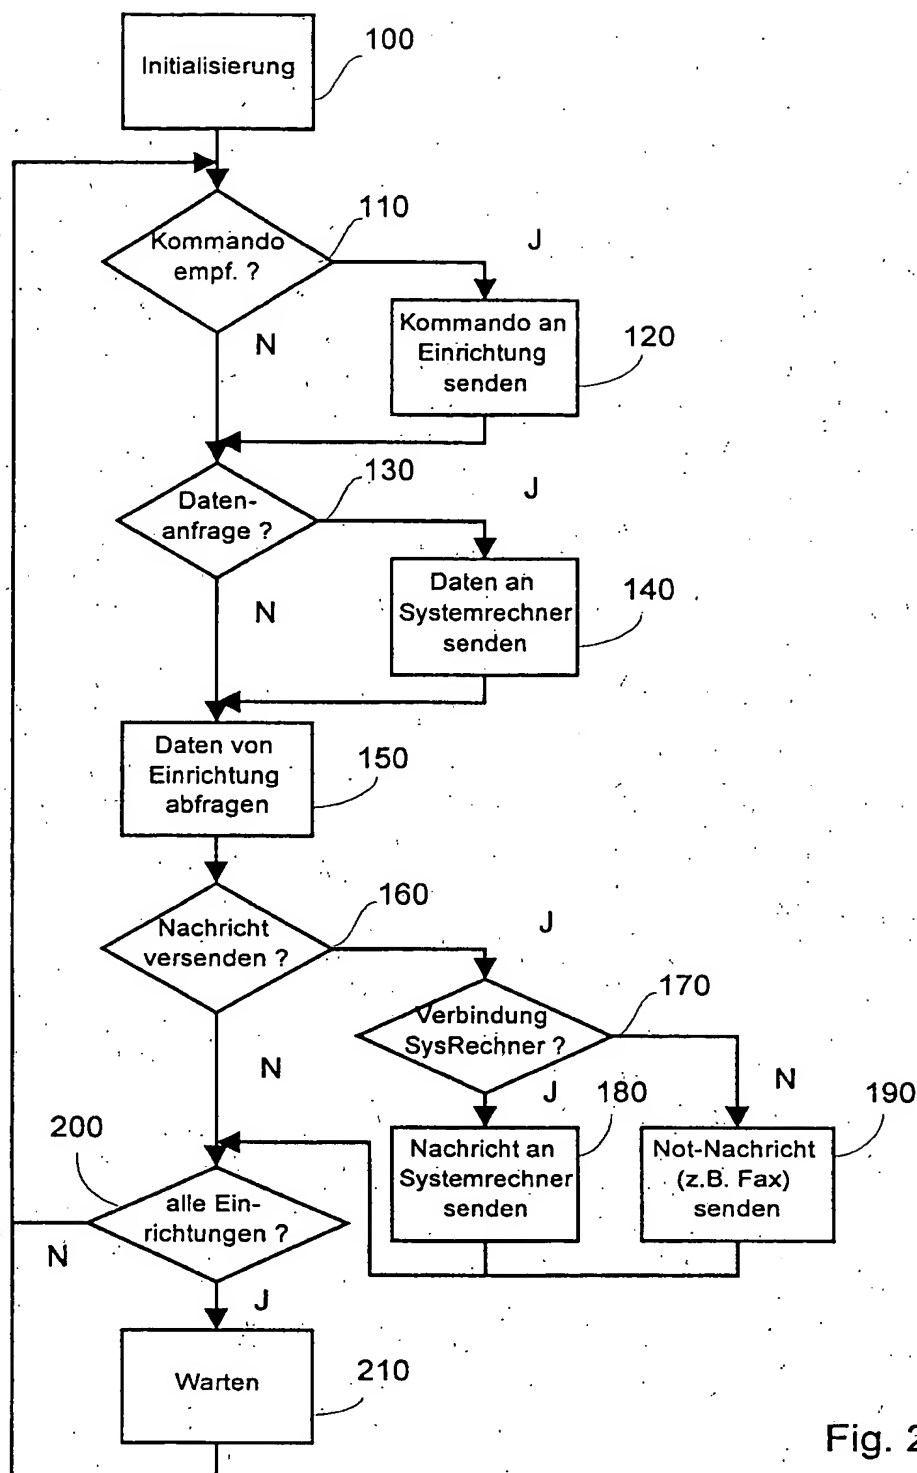 100
Initialisierung
110
Kommando
empf. ?
J
N
Kommando an
Einrichtung
senden
120
130
Daten-
anfrage ?
J
N
Daten an
Systemrechner
senden
140
Daten von
Einrichtung
abfragen
150
160
Nachricht
versenden ?
J
N
170
Verbindung
SysRechner ?
J
N
180
Nachricht an
Systemrechner
senden
190
Not-Nachricht
(z.B. Fax)
senden
200
alle Ein-
richtungen ?
N
J
Warten
210
Fig. 2